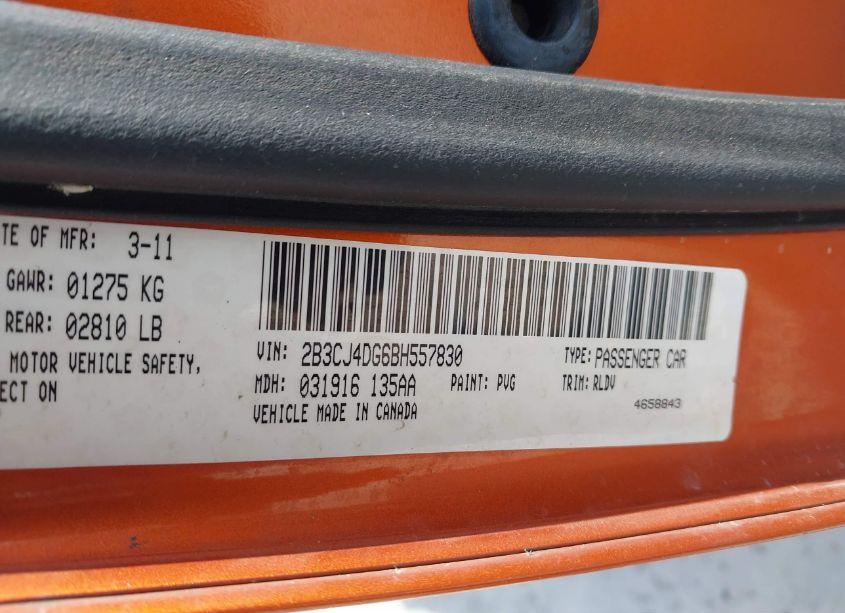 TE OF MFR: 3-11
GAWR: 01275 KG
REAR: 02810 LB
MOTOR VEHICLE SAFETY,
ECT ON
VIN: 2B3CJ4DG6BH557830 TYPE: PASSENGER CAR
MDH: 031916 135AA PAINT: PVG TRIM: RLDV
VEHICLE MADE IN CANADA 4658843